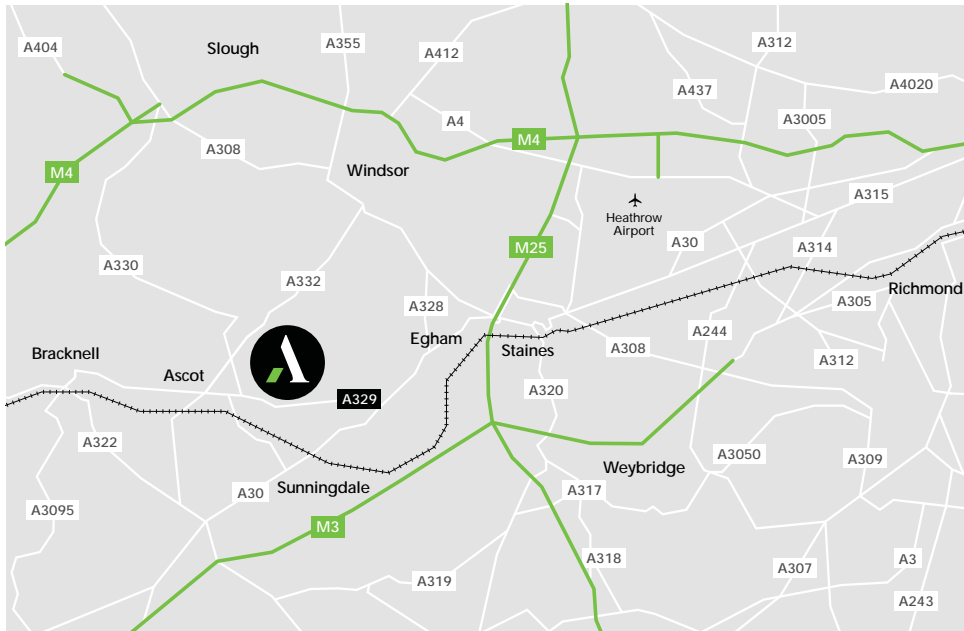 A404
Slough
A355
A412
A312
A4020
A437
A4
A3005
M4
A308
M4
Windsor
A315
Heathrow
Airport
A30
M25
A314
A330
A332
Richmond
A305
A328
Egham
Staines
A308
A244
A312
Bracknell
Ascot
A329
A320
A322
A3050
A309
Weybridge
A30
Sunningdale
A317
A3095
M3
A318
A3
A319
A307
A243